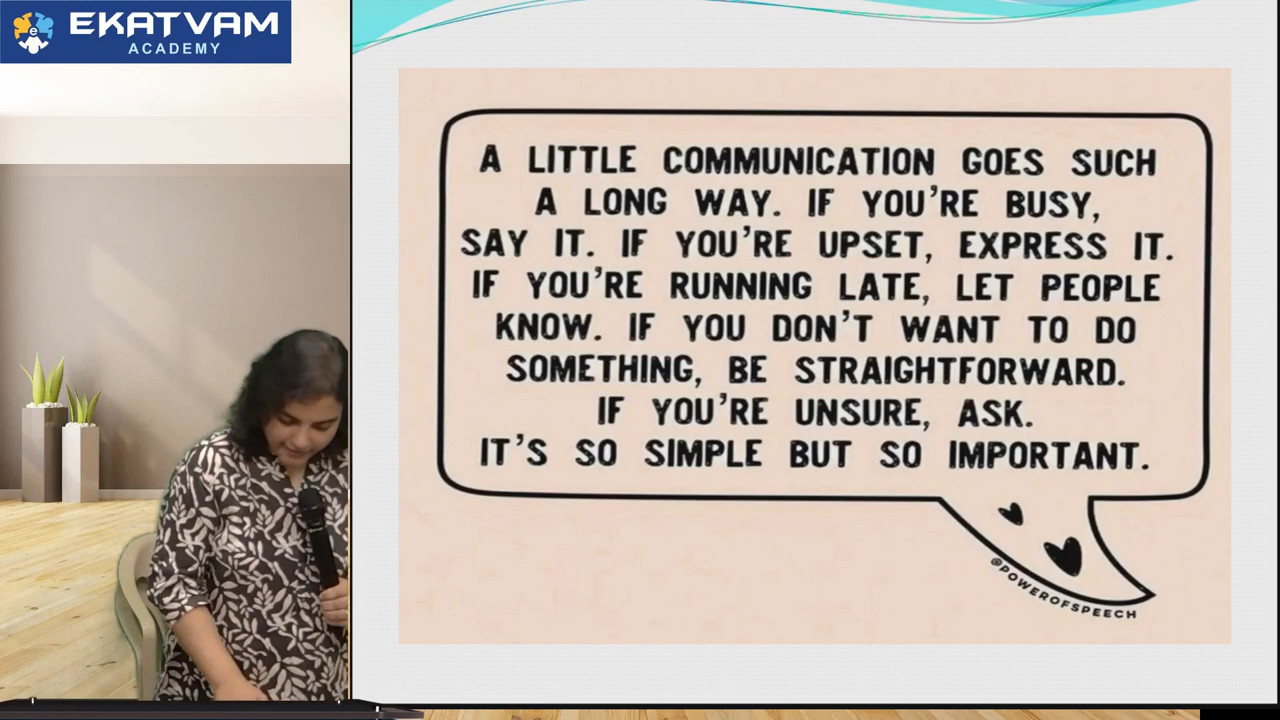 EKATVAM
ACADEMY
A LITTLE COMMUNICATION GOES SUCH
A LONG WAY. IF YOU'RE BUSY,
SAY IT. IF YOU'RE UPSET, EXPRESS IT.
IF YOU'RE RUNNING LATE, LET PEOPLE
KNOW. IF YOU DON'T WANT TO DO
SOMETHING, BE STRAIGHTFORWARD.
IF YOU'RE UNSURE, ASK.
IT'S SO SIMPLE BUT SO IMPORTANT.
@POWEROFSPEECH